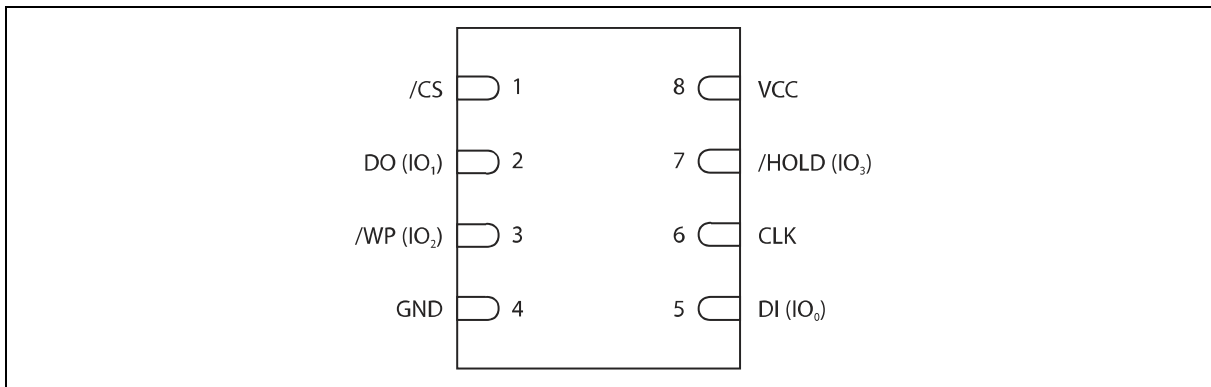 /CS 1 8 VCC
DO (IO₁) 2 7 /HOLD (IO₃)
/WP (IO₂) 3 6 CLK
GND 4 5 DI (IO₀)